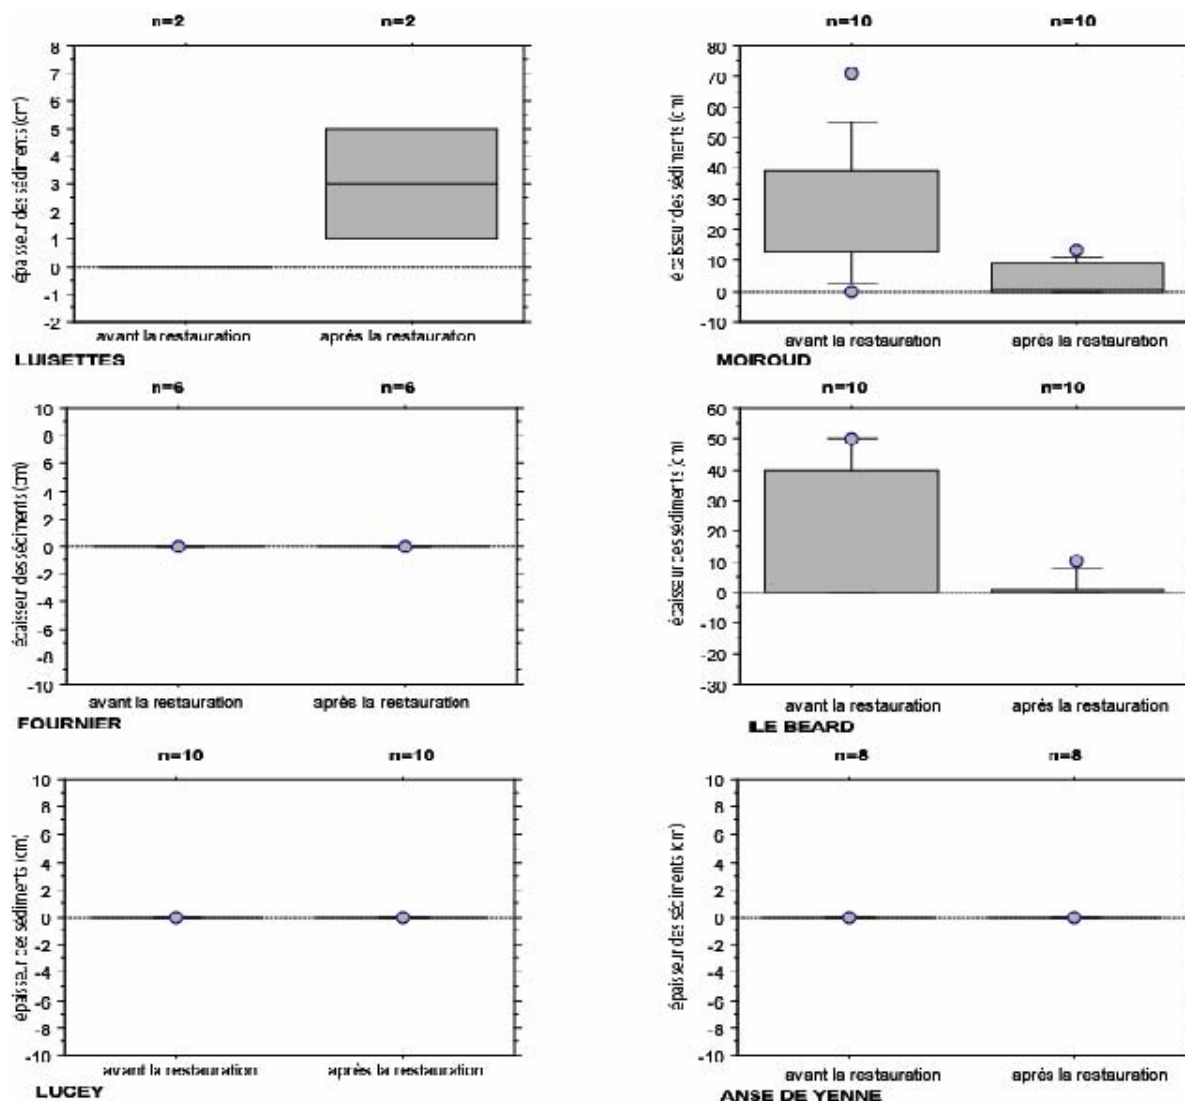 n=2 n=2
8
7
6
5
4
3
2
1
0
-1
-2
épaisseur des sédiments (cm)
avant la restauration après la restauration
LUISETTES
n=10 n=10
80
70
60
50
40
30
20
10
0
-10
épaisseur des sédiments (cm)
avant la restauration après la restauration
MOIROUD
n=6 n=6
10
8
6
4
2
0
-2
-4
-6
-8
-10
épaisseur des sédiments (cm)
avant la restauration après la restauration
FOURNIER
n=10 n=10
60
50
40
30
20
10
0
-10
-20
-30
épaisseur des sédiments (cm)
avant la restauration après la restauration
ILE BEARD
n=10 n=10
10
8
6
4
2
0
-2
-4
-6
-8
-10
épaisseur des sédiments (cm)
avant la restauration après la restauration
LUCEY
n=8 n=8
10
8
6
4
2
0
-2
-4
-6
-8
-10
épaisseur des sédiments (cm)
avant la restauration après la restauration
ANSE DE YENNE